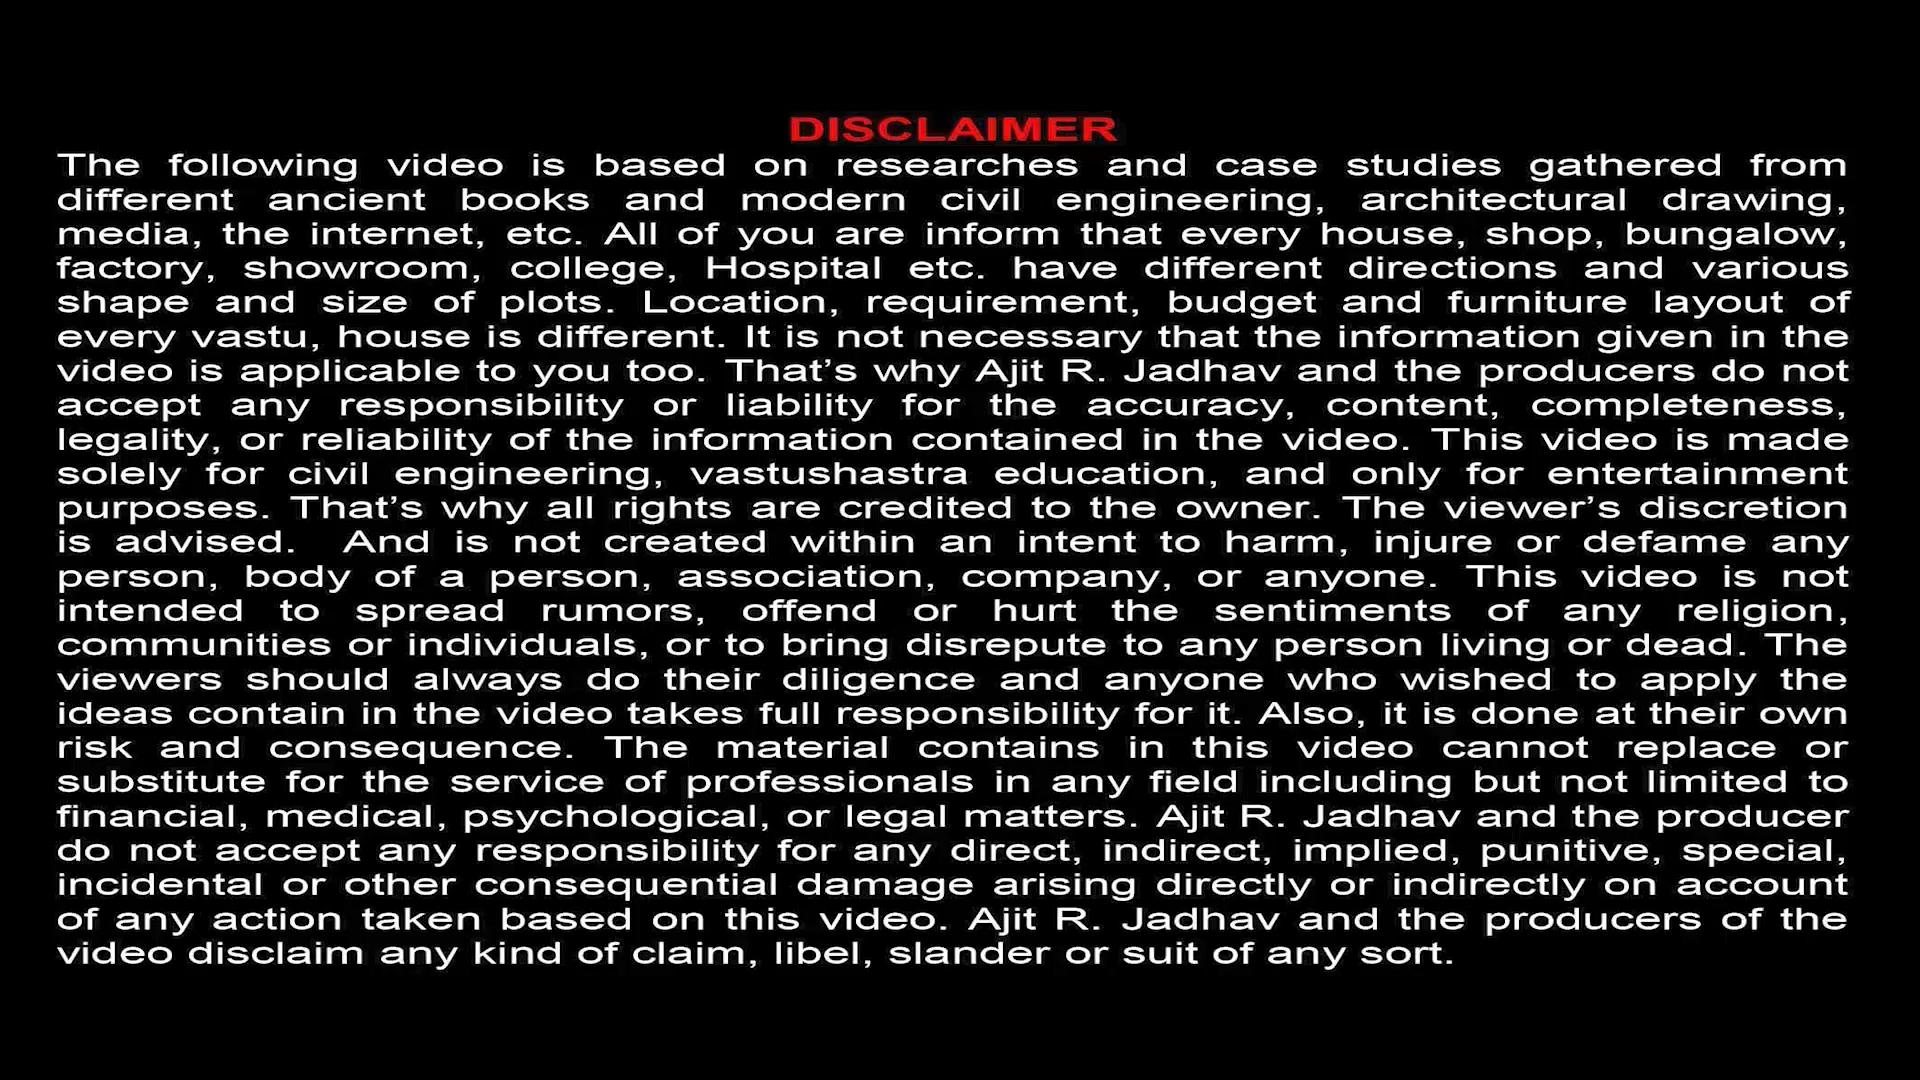 DISCLAIMER
The following video is based on researches and case studies gathered from
different ancient books and modern civil engineering, architectural drawing,
media, the internet, etc. All of you are inform that every house, shop, bungalow,
factory, showroom, college, Hospital etc. have different directions and various
shape and size of plots. Location, requirement, budget and furniture layout of
every vastu, house is different. It is not necessary that the information given in the
video is applicable to you too. That’s why Ajit R. Jadhav and the producers do not
accept any responsibility or liability for the accuracy, content, completeness,
legality, or reliability of the information contained in the video. This video is made
solely for civil engineering, vastushastra education, and only for entertainment
purposes. That’s why all rights are credited to the owner. The viewer’s discretion
is advised.  And is not created within an intent to harm, injure or defame any
person, body of a person, association, company, or anyone. This video is not
intended to spread rumors, offend or hurt the sentiments of any religion,
communities or individuals, or to bring disrepute to any person living or dead. The
viewers should always do their diligence and anyone who wished to apply the
ideas contain in the video takes full responsibility for it. Also, it is done at their own
risk and consequence. The material contains in this video cannot replace or
substitute for the service of professionals in any field including but not limited to
financial, medical, psychological, or legal matters. Ajit R. Jadhav and the producer
do not accept any responsibility for any direct, indirect, implied, punitive, special,
incidental or other consequential damage arising directly or indirectly on account
of any action taken based on this video. Ajit R. Jadhav and the producers of the
video disclaim any kind of claim, libel, slander or suit of any sort.